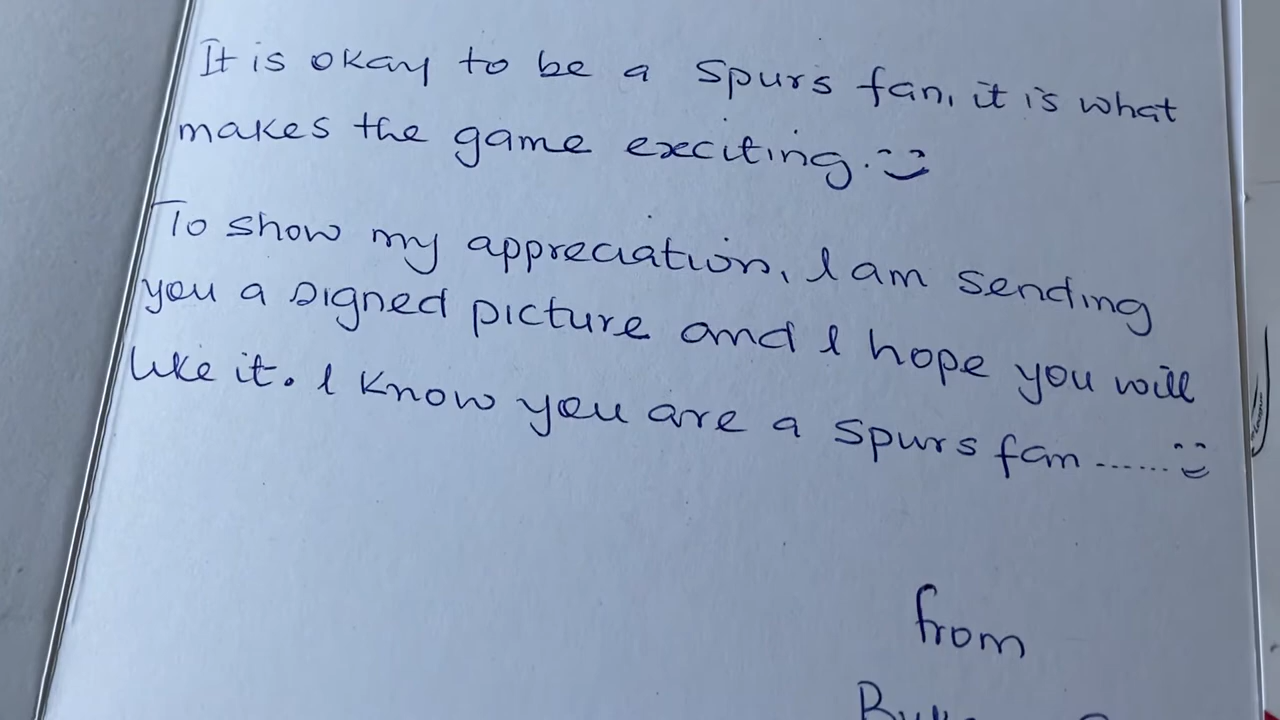 It is okay to be a Spurs fan, it is what
makes the game exciting.
To show my appreciation, I am sending
you a signed picture and I hope you will
like it. I know you are a Spurs fan ......
from